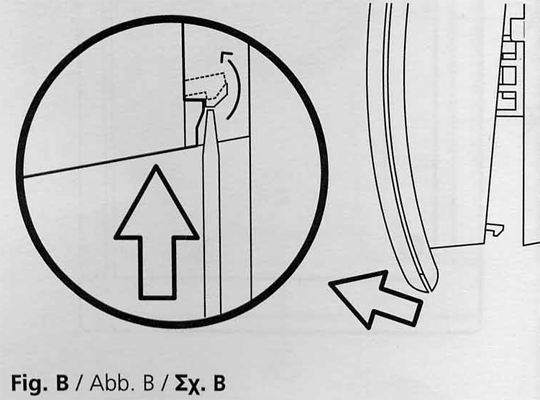 Fig. B / Abb. B / Σχ. B